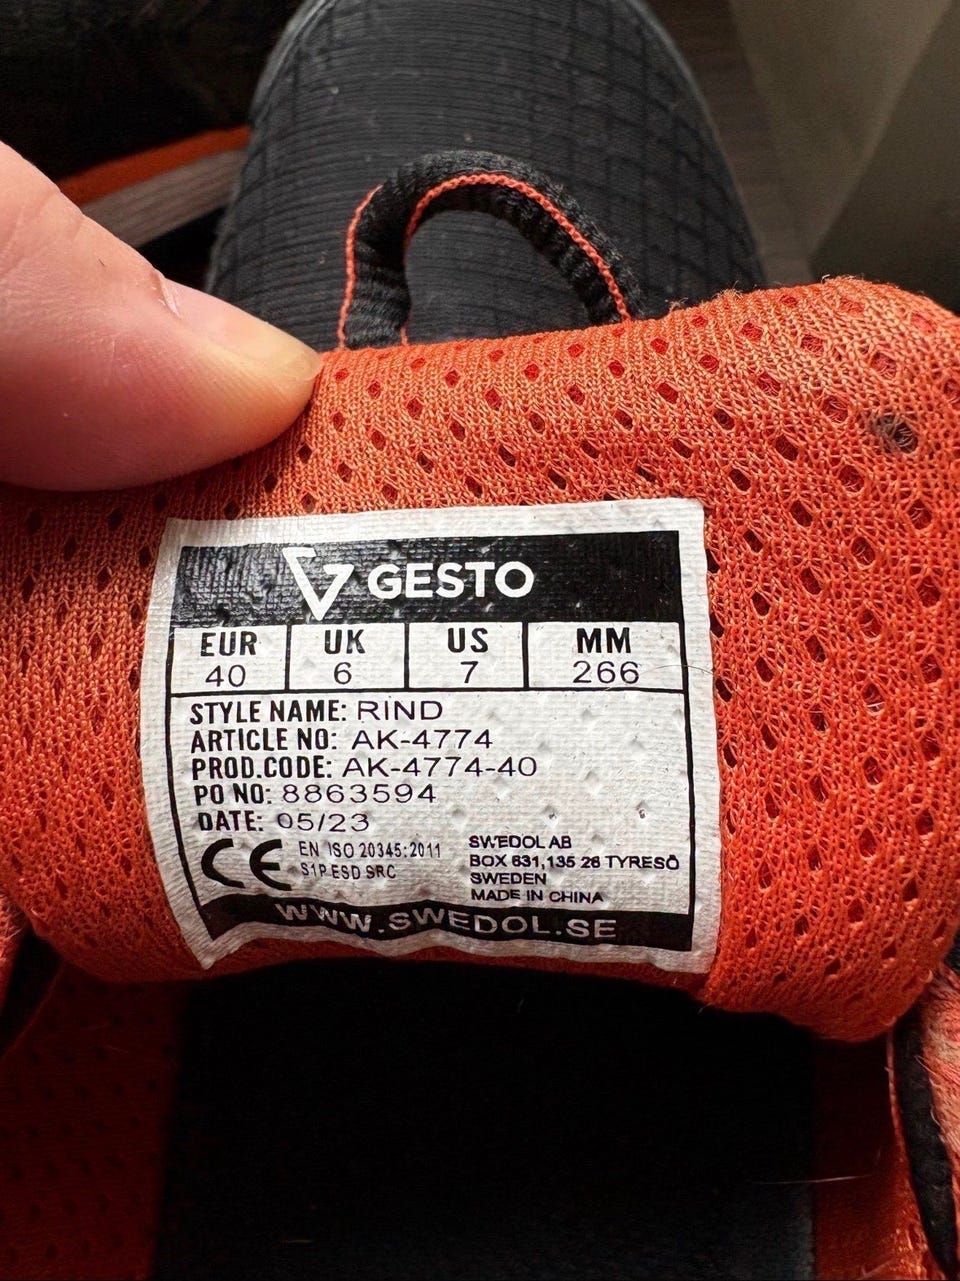 GESTO
EUR UK US MM
40 6 7 266
STYLE NAME: RIND
ARTICLE NO: AK-4774
PROD.CODE: AK-4774-40
PO NO: 8863594
DATE: 05/23
CE EN ISO 20345:2011
S1P ESD SRC
SWEDOL AB
BOX 631,135 26 TYRESÖ
SWEDEN
MADE IN CHINA
WWW.SWEDOL.SE